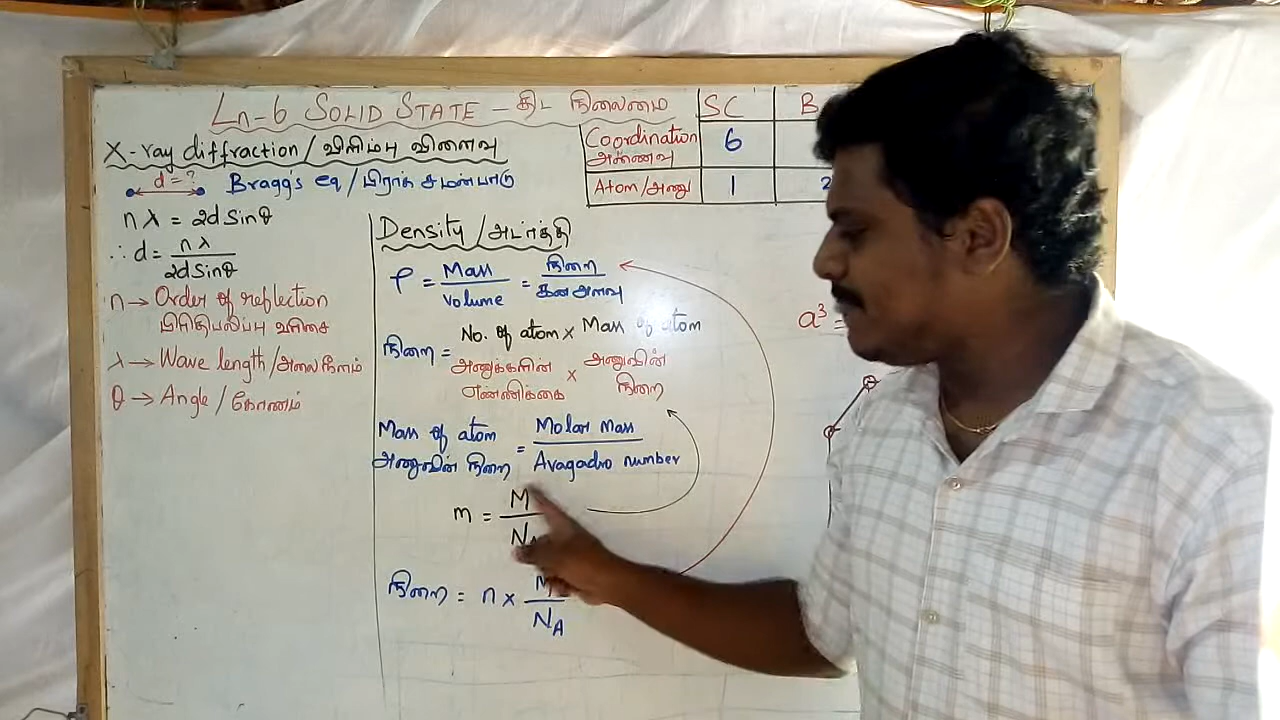 Ln-6 SOLID STATE - திட நிலைமை
X-ray diffraction / விளிம்பு விளைவு
d = ?
Bragg's eq / பிராக் சமன்பாடு
nλ = 2d Sinθ
∴ d = nλ / 2d Sinθ
n → Order of reflection
பிரதிபலிப்பு வரிசை
λ → Wave length / அலைநீளம்
θ → Angle / கோணம்
SC B
Coordination 6
Atom / அணு 1 2
Density / அடர்த்தி
ρ = Mass / Volume = நிறை / கனஅளவு
No. of atom × Mass of atom
நிறை = அணுக்களின் எண்ணிக்கை × அணுவின் நிறை
Mass of atom
அணுவின் நிறை = Molar Mass / Avagadro number
m = M / N
நிறை = n × M / N_A
a³ =